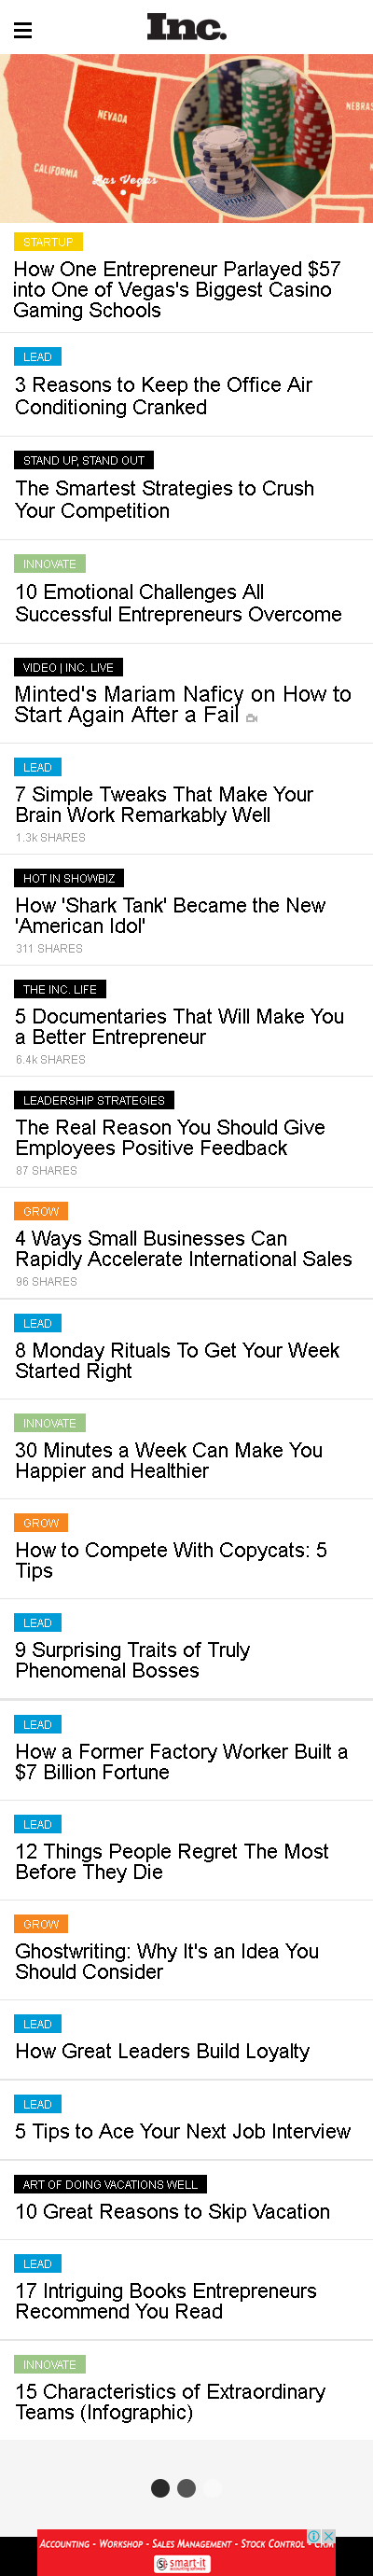 Inc.
NEVADA
NEBRAS
CALIFORNIA
Las Vegas
POKER
STARTUP
How One Entrepreneur Parlayed $57
into One of Vegas's Biggest Casino
Gaming Schools
LEAD
3 Reasons to Keep the Office Air
Conditioning Cranked
STAND UP, STAND OUT
The Smartest Strategies to Crush
Your Competition
INNOVATE
10 Emotional Challenges All
Successful Entrepreneurs Overcome
VIDEO | INC. LIVE
Minted's Mariam Naficy on How to
Start Again After a Fail
LEAD
7 Simple Tweaks That Make Your
Brain Work Remarkably Well
1.3k SHARES
HOT IN SHOWBIZ
How 'Shark Tank' Became the New
'American Idol'
311 SHARES
THE INC. LIFE
5 Documentaries That Will Make You
a Better Entrepreneur
6.4k SHARES
LEADERSHIP STRATEGIES
The Real Reason You Should Give
Employees Positive Feedback
87 SHARES
GROW
4 Ways Small Businesses Can
Rapidly Accelerate International Sales
96 SHARES
LEAD
8 Monday Rituals To Get Your Week
Started Right
INNOVATE
30 Minutes a Week Can Make You
Happier and Healthier
GROW
How to Compete With Copycats: 5
Tips
LEAD
9 Surprising Traits of Truly
Phenomenal Bosses
LEAD
How a Former Factory Worker Built a
$7 Billion Fortune
LEAD
12 Things People Regret The Most
Before They Die
GROW
Ghostwriting: Why It's an Idea You
Should Consider
LEAD
How Great Leaders Build Loyalty
LEAD
5 Tips to Ace Your Next Job Interview
ART OF DOING VACATIONS WELL
10 Great Reasons to Skip Vacation
LEAD
17 Intriguing Books Entrepreneurs
Recommend You Read
INNOVATE
15 Characteristics of Extraordinary
Teams (Infographic)
ACCOUNTING - WORKSHOP - SALES MANAGEMENT - STOCK CONTROL - CRM
smart-it